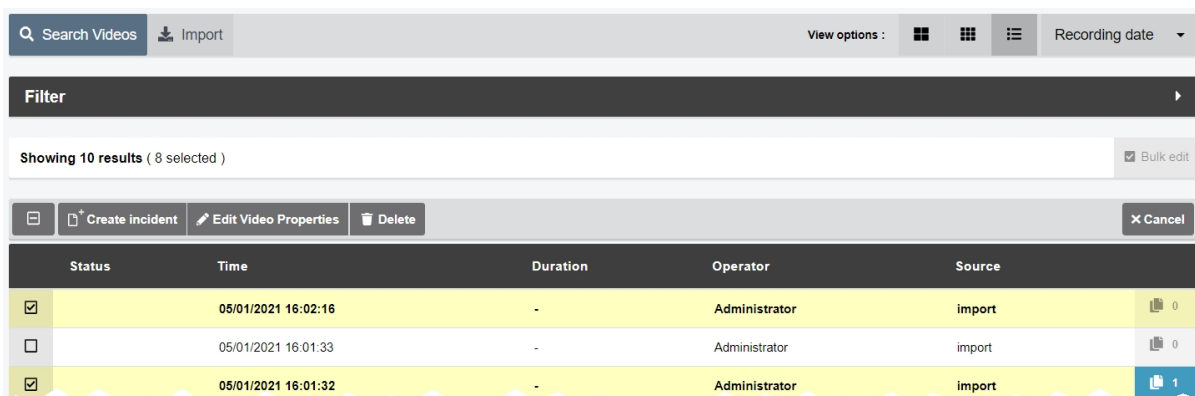 Search Videos Import View options : Recording date
Filter
Showing 10 results ( 8 selected ) Bulk edit
Create incident Edit Video Properties Delete Cancel
Status Time Duration Operator Source
05/01/2021 16:02:16 - Administrator import 0
05/01/2021 16:01:33 - Administrator import 0
05/01/2021 16:01:32 - Administrator import 1